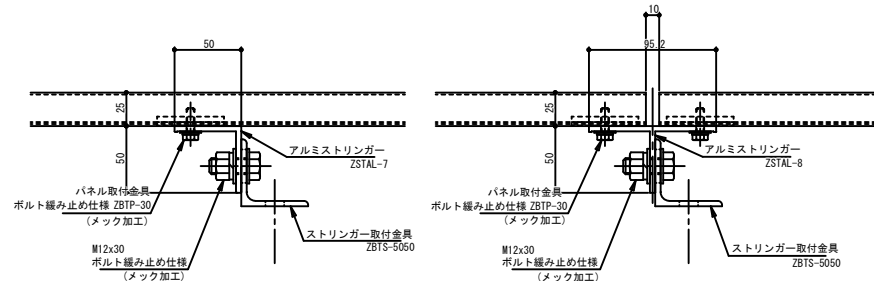 50
25
50
アルミストリンガー
ZSTAL-7
パネル取付金具
ボルト緩み止め仕様 ZBTP-30
(メック加工)
M12x30
ボルト緩み止め仕様
(メック加工)
ストリンガー取付金具
ZBTS-5050
10
95.2
25
50
アルミストリンガー
ZSTAL-8
パネル取付金具
ボルト緩み止め仕様 ZBTP-30
(メック加工)
M12x30
ボルト緩み止め仕様
(メック加工)
ストリンガー取付金具
ZBTS-5050